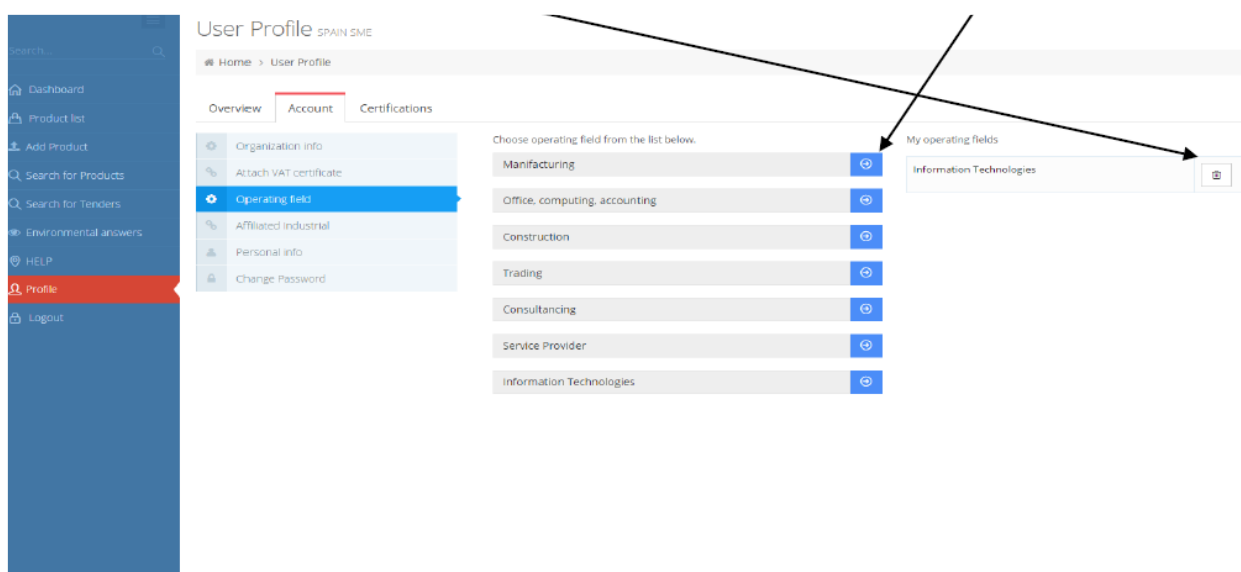 User Profile SPAIN SME
Search...
Home > User Profile
Dashboard
Product list
Add Product
Search for Products
Search for Tenders
Environmental answers
HELP
Profile
Logout
Overview Account Certifications
Organization info
Attach VAT certificate
Operating field
Affiliated Industrial
Personal info
Change Password
Choose operating field from the list below.
Manifacturing
Office, computing, accounting
Construction
Trading
Consultancing
Service Provider
Information Technologies
My operating fields
Information Technologies